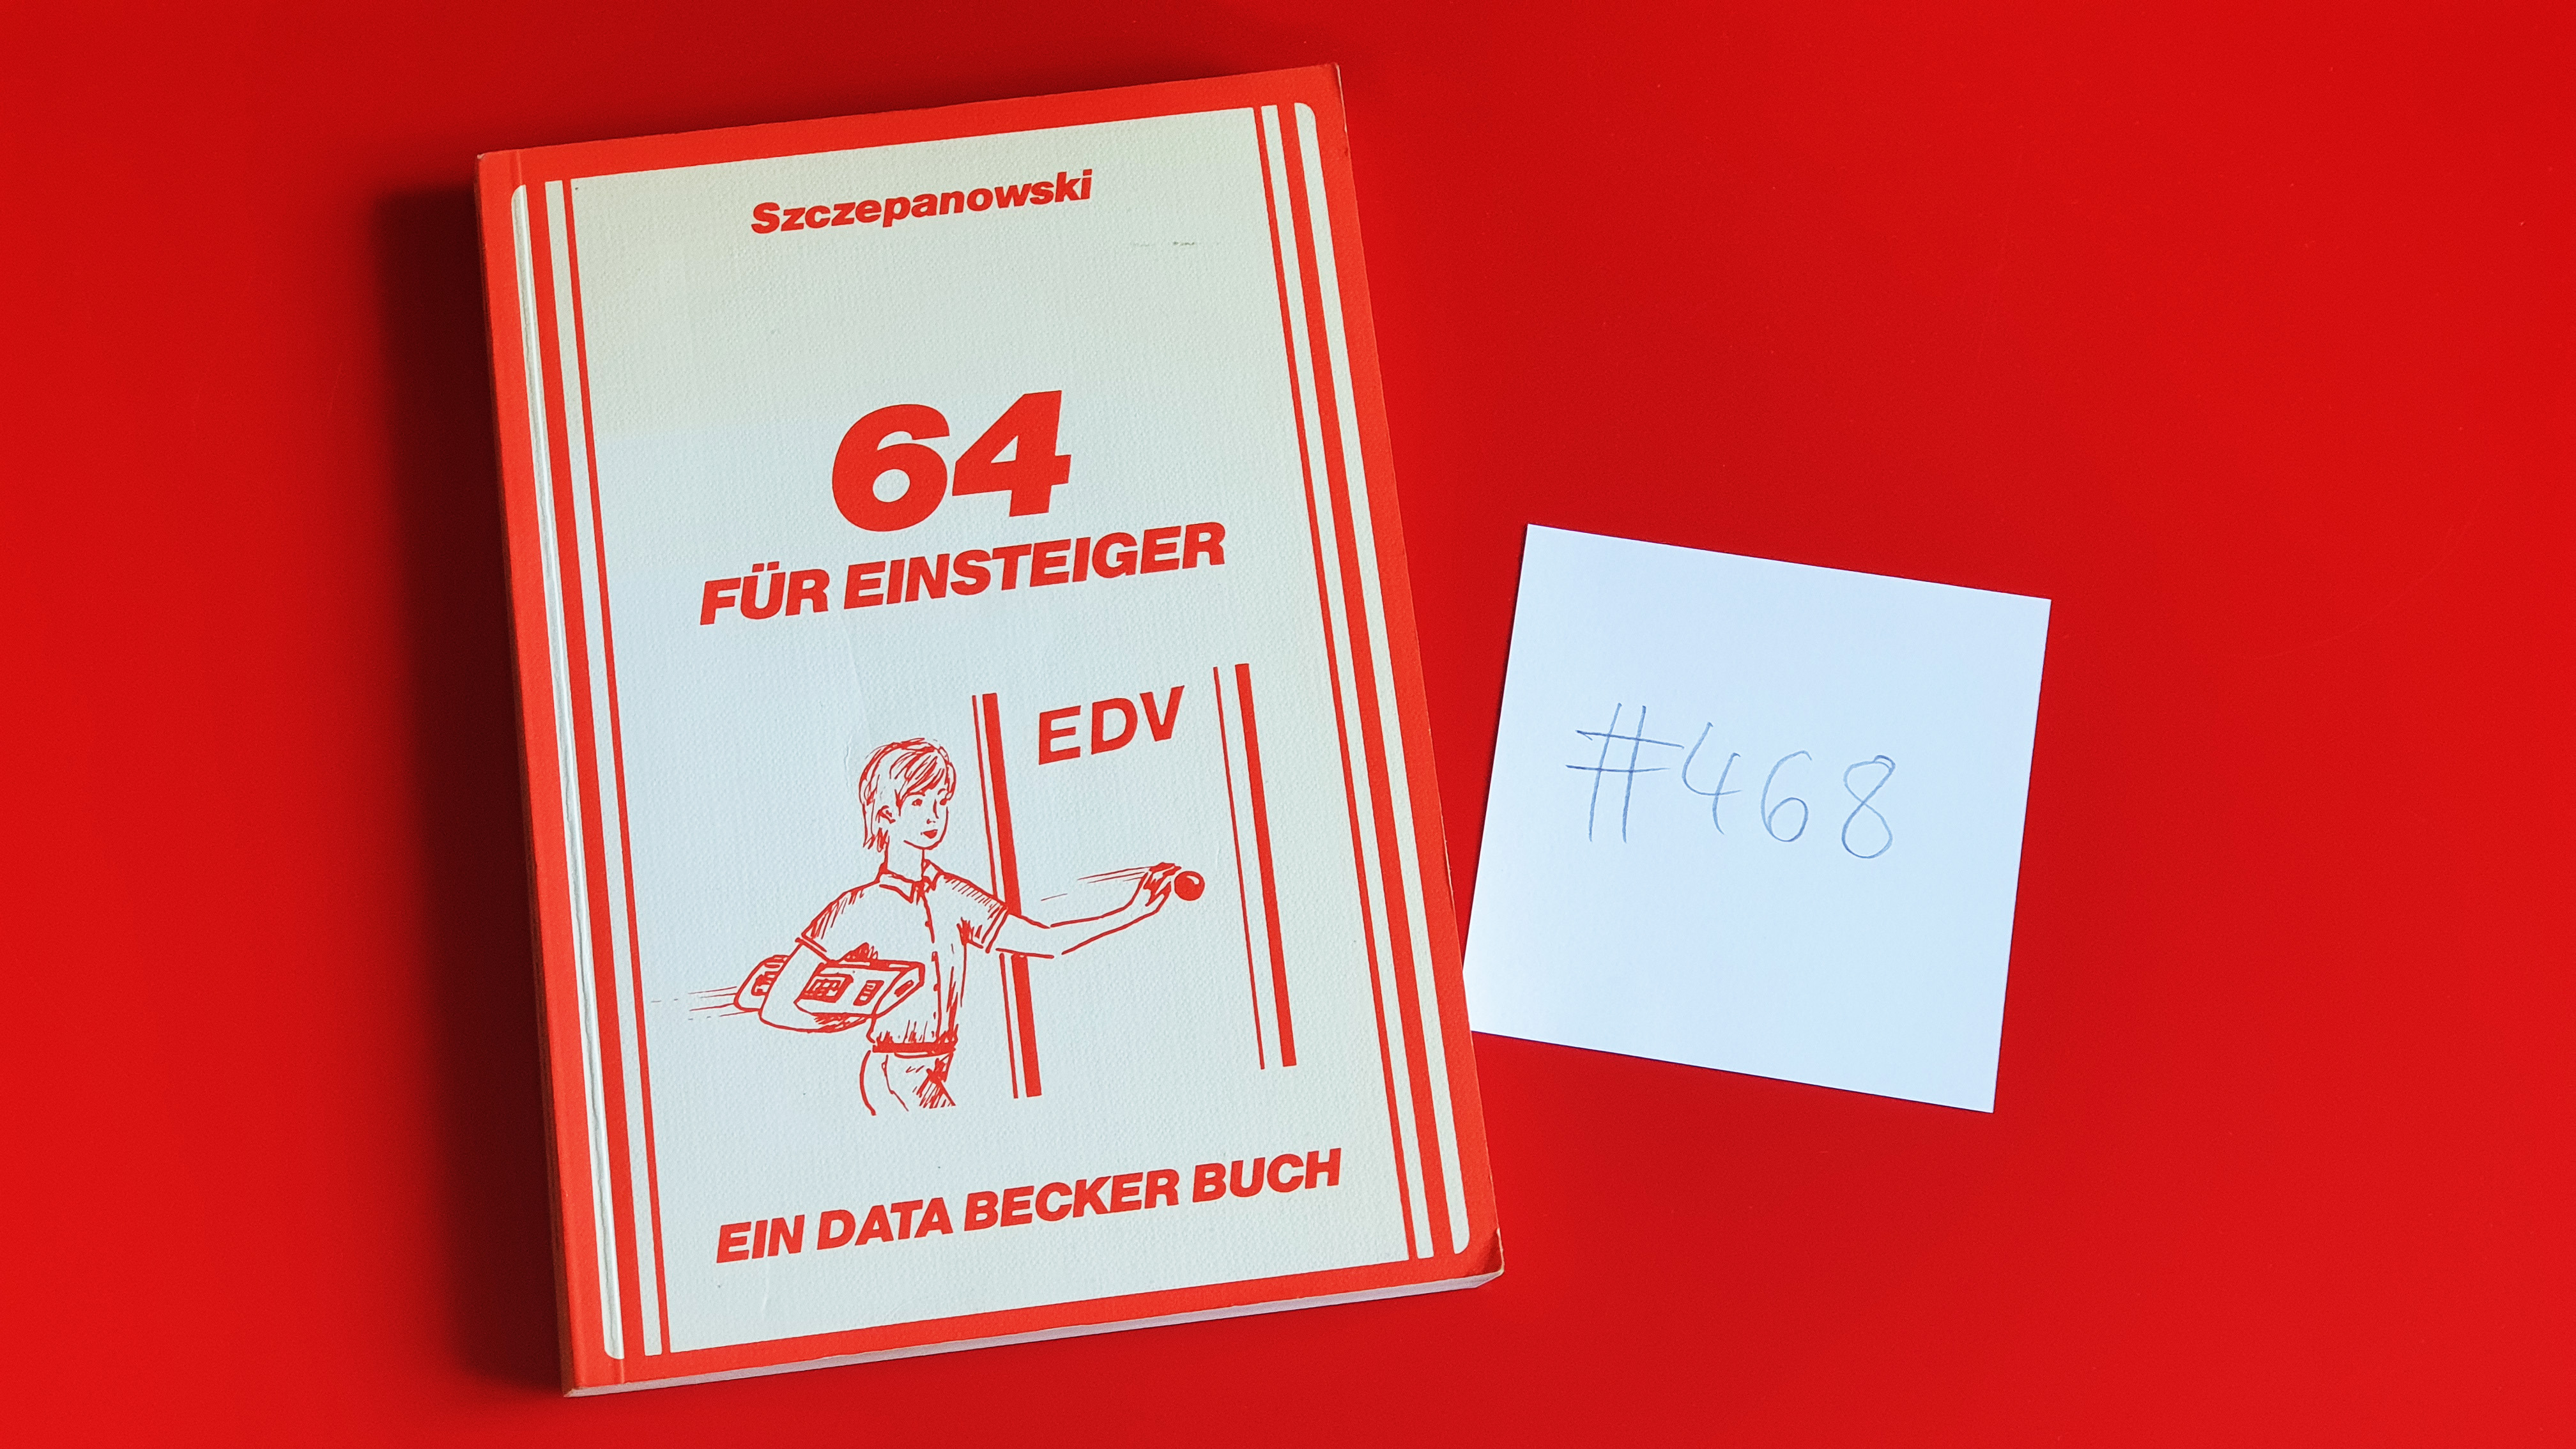 Szczepanowski
64
FÜR EINSTEIGER
EDV
EIN DATA BECKER BUCH
#468